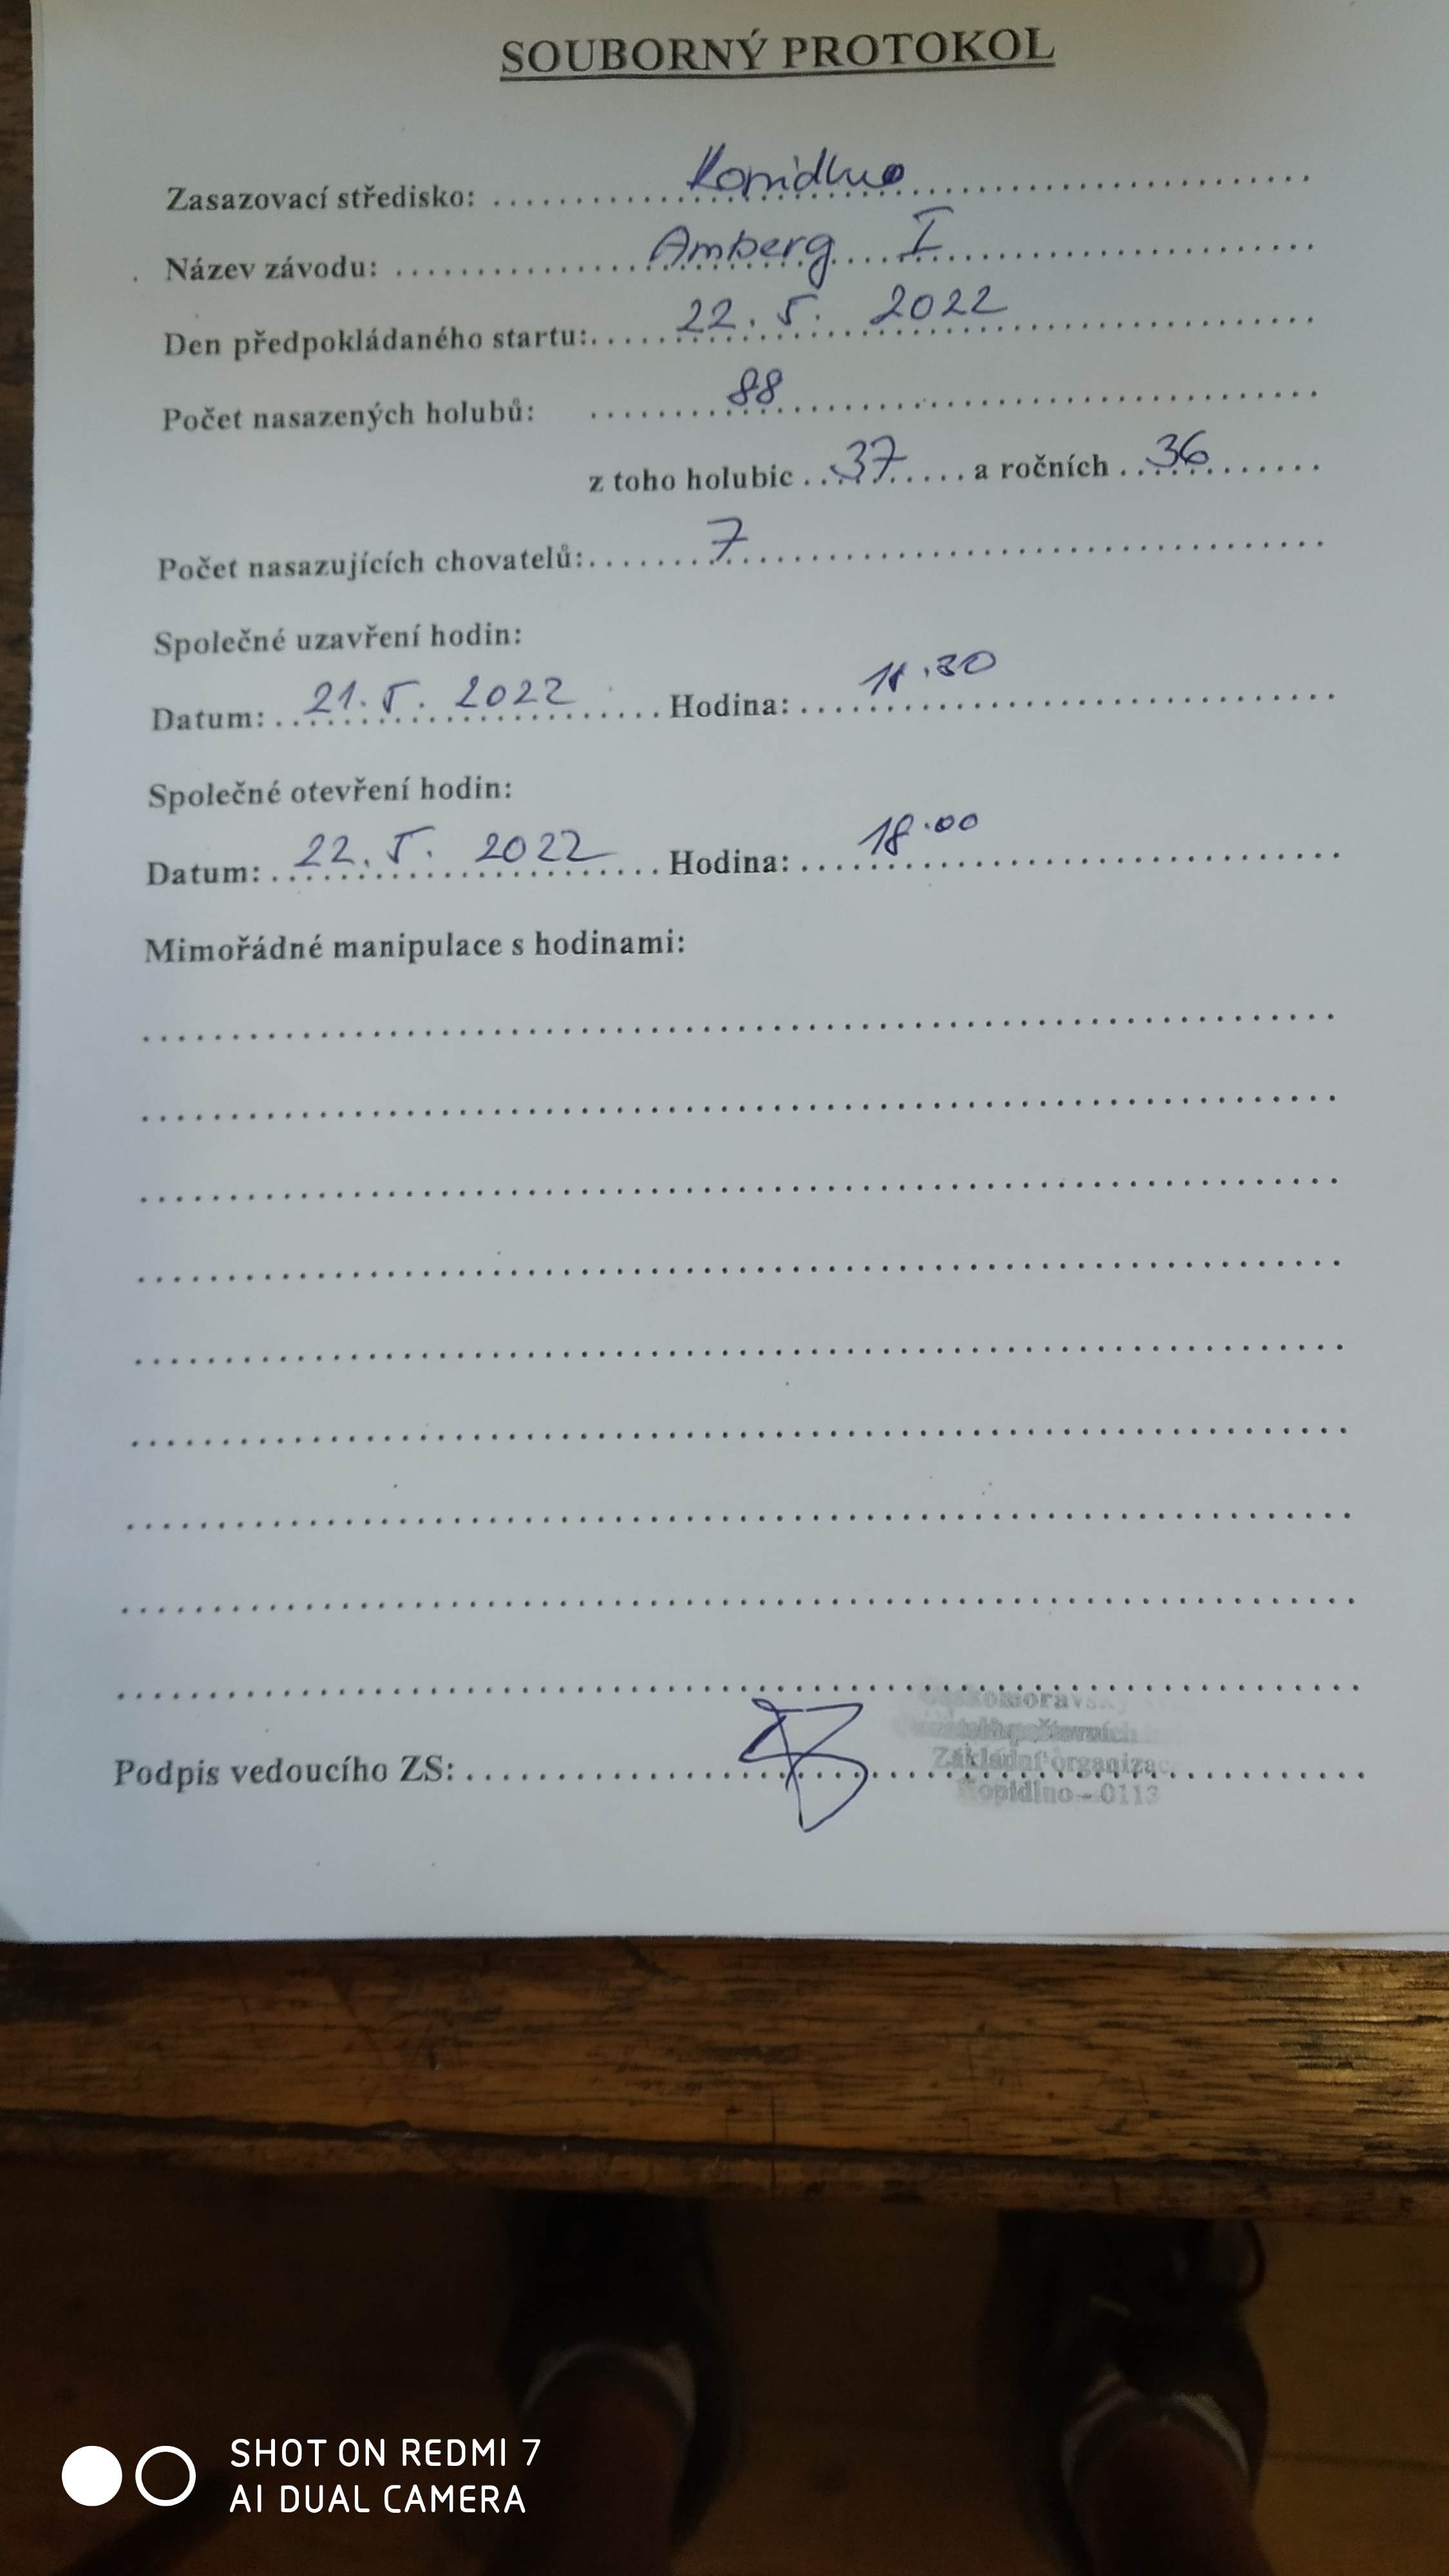 SOUBORNÝ PROTOKOL
Zasazovací středisko: Kopidlno
Název závodu: Amberg I
Den předpokládaného startu: 22. 5. 2022
Počet nasazených holubů: 88
z toho holubic 37 a ročních 36
Počet nasazujících chovatelů: 7
Společné uzavření hodin:
Datum: 21. 5. 2022 Hodina:
Společné otevření hodin:
Datum: 22. 5. 2022 Hodina: 18.00
Mimořádné manipulace s hodinami:
Podpis vedoucího ZS:
Základní organizac
Kopidlno - 0113
SHOT ON REDMI 7
AI DUAL CAMERA